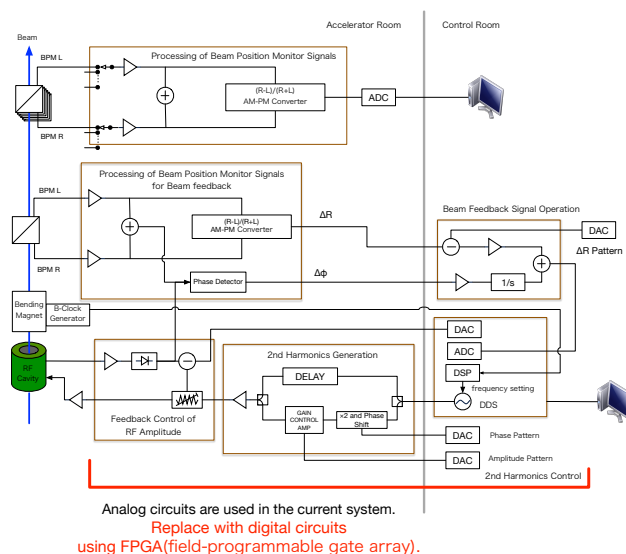 Accelerator Room
Control Room
Beam
BPM L
Processing of Beam Position Monitor Signals
(R-L)/(R+L)
AM-PM Converter
ADC
BPM R
Processing of Beam Position Monitor Signals
for Beam feedback
BPM L
(R-L)/(R+L)
AM-PM Converter
ΔR
Beam Feedback Signal Operation
DAC
ΔR Pattern
BPM R
Phase Detector
Δφ
1/s
Bending
Magnet
B-Clock
Generator
RF
Cavity
DAC
ADC
DSP
frequency setting
DDS
2nd Harmonics Generation
DELAY
GAIN
CONTROL
AMP
×2 and Phase
Shift
Feedback Control of
RF Amplitude
DAC
Phase Pattern
DAC
Amplitude Pattern
2nd Harmonics Control
Analog circuits are used in the current system.
Replace with digital circuits
using FPGA(field-programmable gate array).